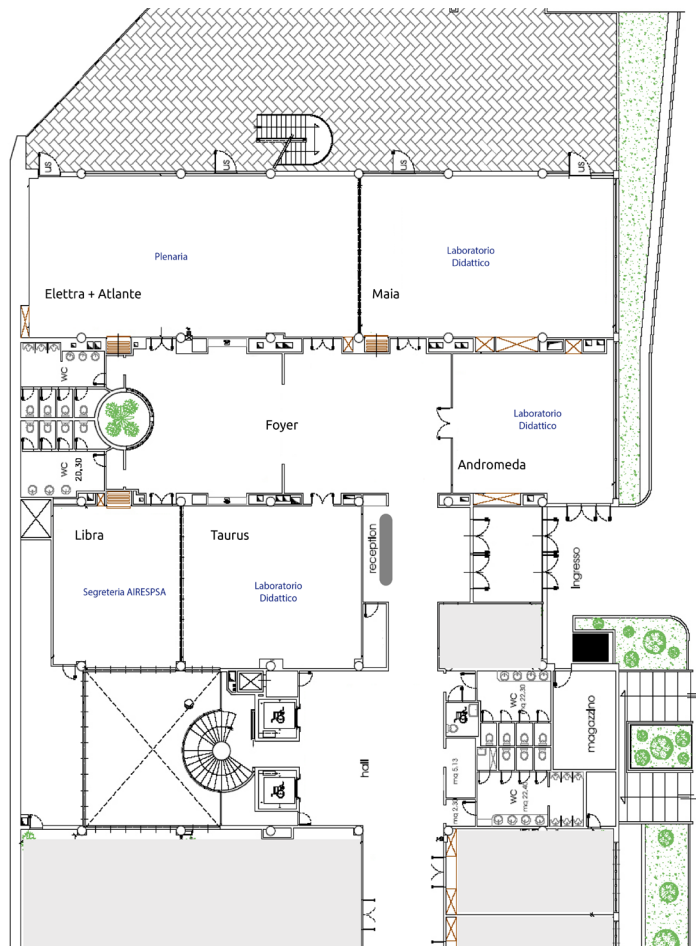 US
US
US
US
Plenaria
Laboratorio
Didattico
Elettra + Atlante
Maia
WC
Foyer
Laboratorio
Didattico
Andromeda
WC
20,30
Libra
Taurus
reception
Ingresso
Segreteria AIRESPSA
Laboratorio
Didattico
WC
mq 22,30
magazzino
hall
mq 5,13
WC
mq 22,40
mq 2,30